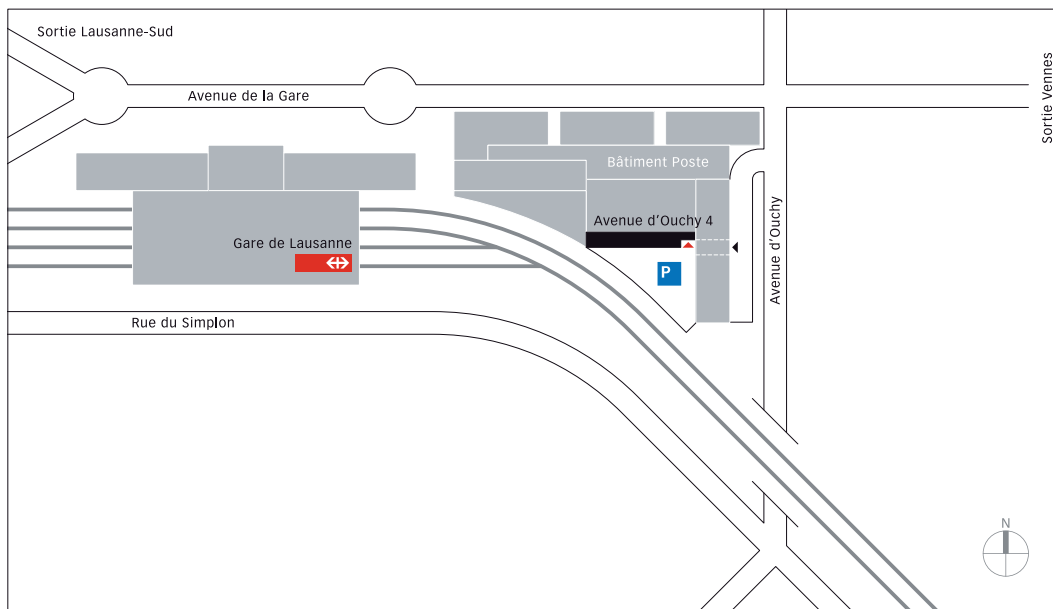 Sortie Lausanne-Sud
Sortie Vennes
Avenue de la Gare
Bâtiment Poste
Avenue d'Ouchy 4
Avenue d'Ouchy
Gare de Lausanne
P
Rue du Simplon
N